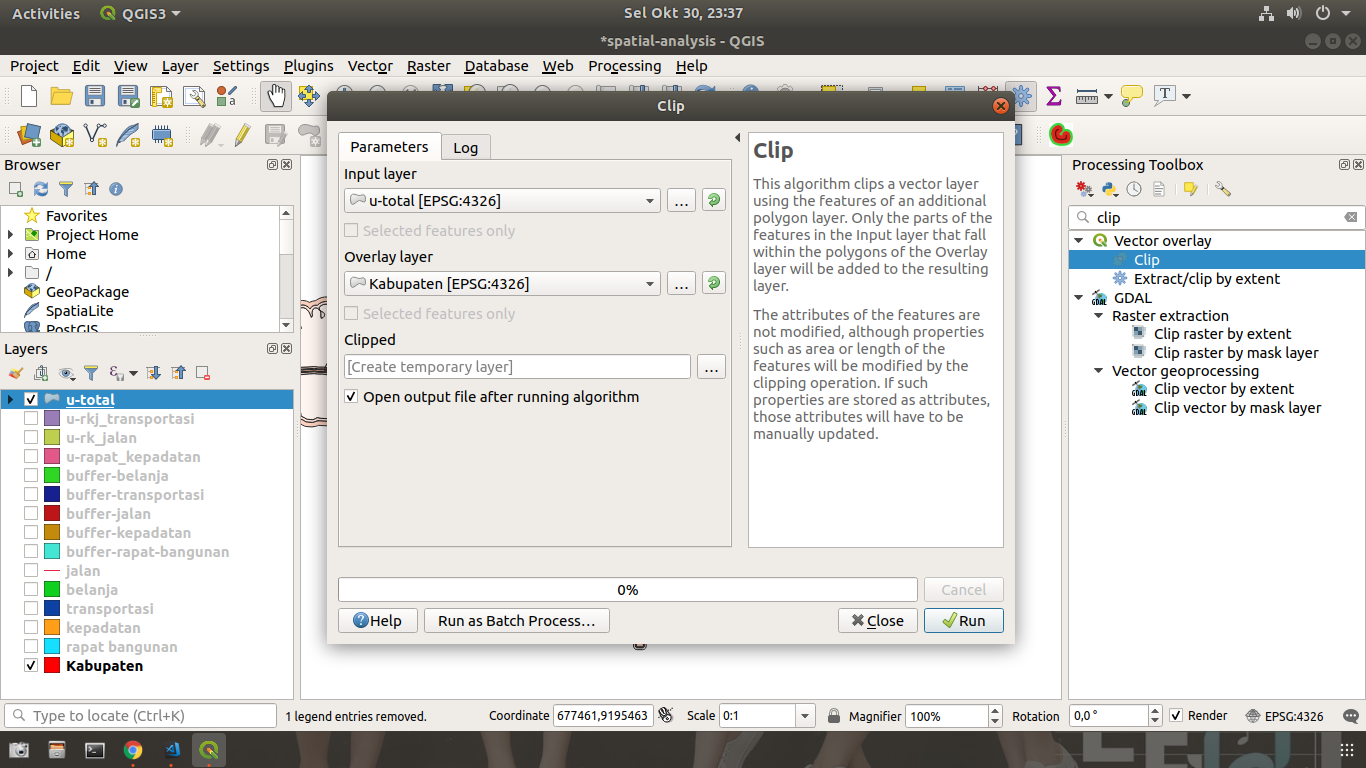 Activities QGIS3 Sel Okt 30, 23:37
*spatial-analysis - QGIS
Project Edit View Layer Settings Plugins Vector Raster Database Web Processing Help
Clip
Browser
Favorites
Project Home
Home
/
GeoPackage
SpatiaLite
PostGIS
Layers
u-total
u-rkj_transportasi
u-rk_jalan
u-rapat_kepadatan
buffer-belanja
buffer-transportasi
buffer-jalan
buffer-kepadatan
buffer-rapat-bangunan
jalan
belanja
transportasi
kepadatan
rapat bangunan
Kabupaten
Parameters Log
Input layer
u-total [EPSG:4326] ...
Selected features only
Overlay layer
Kabupaten [EPSG:4326] ...
Selected features only
Clipped
[Create temporary layer] ...
Open output file after running algorithm
Clip
This algorithm clips a vector layer
using the features of an additional
polygon layer. Only the parts of the
features in the Input layer that fall
within the polygons of the Overlay
layer will be added to the resulting
layer.
The attributes of the features are
not modified, although properties
such as area or length of the
features will be modified by the
clipping operation. If such
properties are stored as attributes,
those attributes will have to be
manually updated.
0% Cancel
Help Run as Batch Process... Close Run
Processing Toolbox
clip
Vector overlay
Clip
Extract/clip by extent
GDAL
Raster extraction
Clip raster by extent
Clip raster by mask layer
Vector geoprocessing
Clip vector by extent
Clip vector by mask layer
Type to locate (Ctrl+K) 1 legend entries removed. Coordinate 677461,9195463 Scale 0:1 Magnifier 100% Rotation 0,0 ° Render EPSG:4326